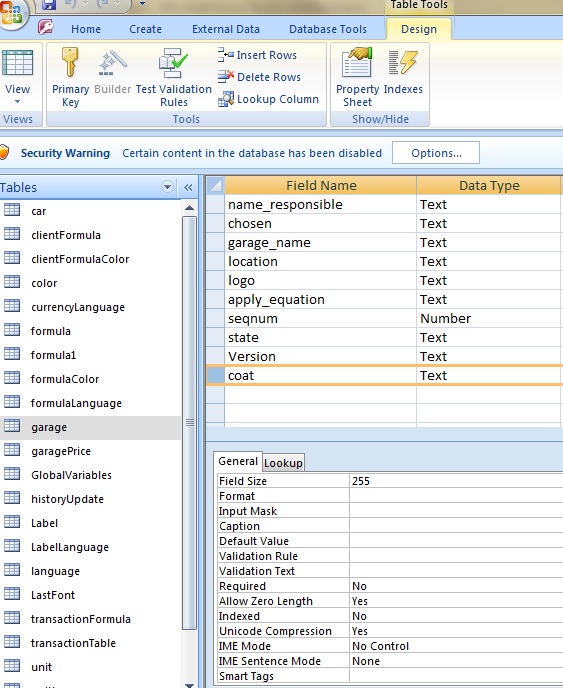 Table Tools
Home Create External Data Database Tools Design
View
Primary Key
Builder
Test Validation Rules
Insert Rows
Delete Rows
Lookup Column
Property Sheet
Indexes
Views Tools Show/Hide
Security Warning Certain content in the database has been disabled Options...
Tables
car
clientFormula
clientFormulaColor
color
currencyLanguage
formula
formula1
formulaColor
formulaLanguage
garage
garagePrice
GlobalVariables
historyUpdate
Label
LabelLanguage
language
LastFont
transactionFormula
transactionTable
unit
Field Name Data Type
name_responsible Text
chosen Text
garage_name Text
location Text
logo Text
apply_equation Text
seqnum Number
state Text
Version Text
coat Text
General Lookup
Field Size 255
Format
Input Mask
Caption
Default Value
Validation Rule
Validation Text
Required No
Allow Zero Length Yes
Indexed No
Unicode Compression Yes
IME Mode No Control
IME Sentence Mode None
Smart Tags